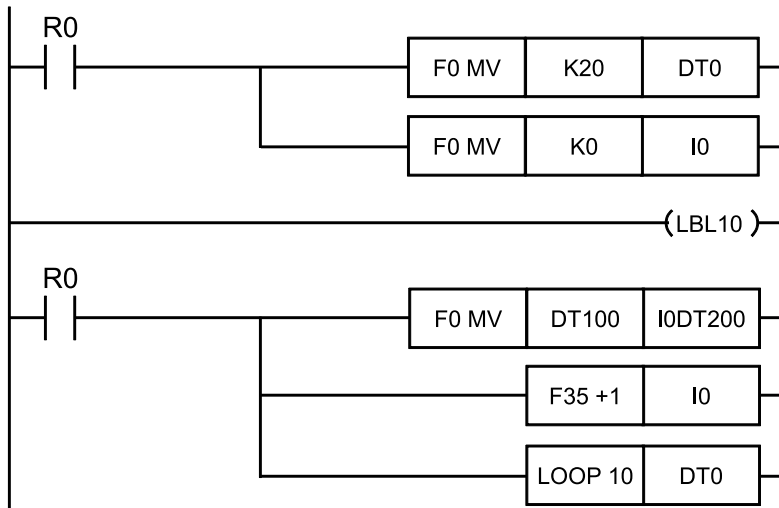 R0
F0 MV K20 DT0
F0 MV K0 I0
(LBL10)
R0
F0 MV DT100 I0DT200
F35 +1 I0
LOOP 10 DT0